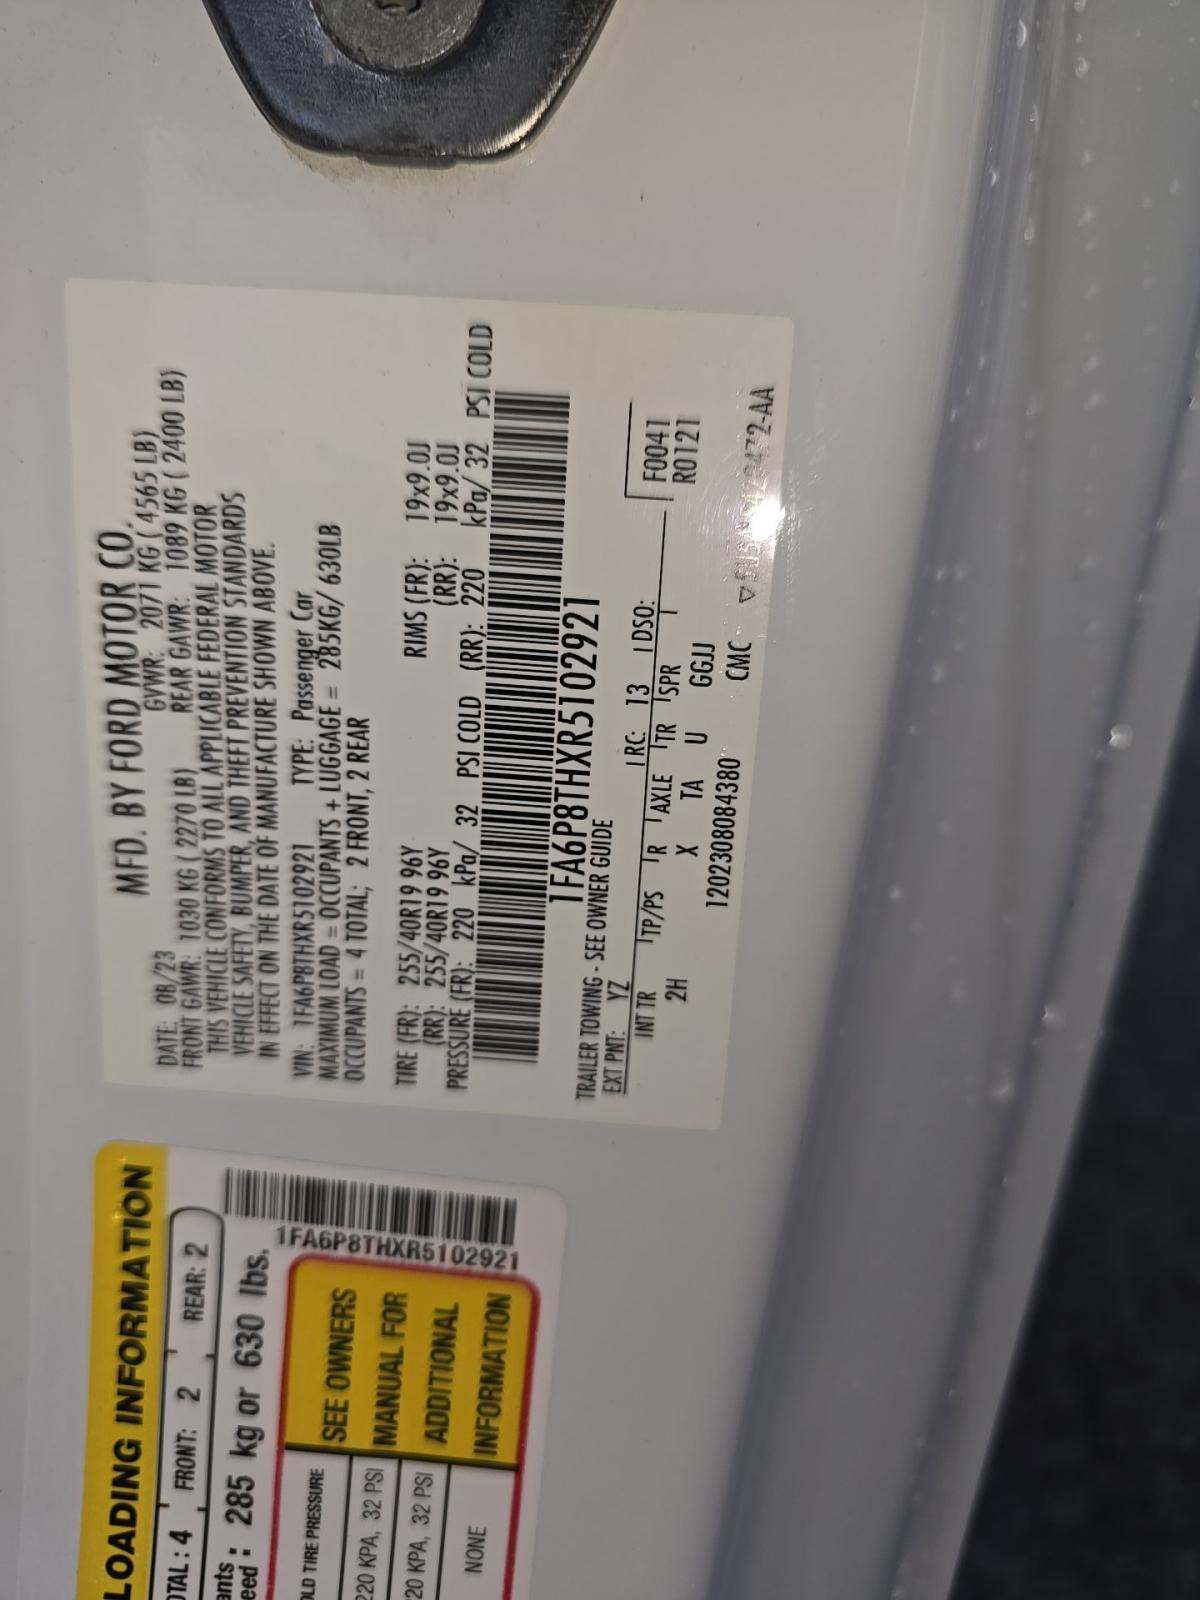 MFD. BY FORD MOTOR CO.
DATE: 08/23 GVWR: 2071 KG ( 4565 LB)
FRONT GAWR: 1030 KG ( 2270 LB) REAR GAWR: 1089 KG ( 2400 LB)
THIS VEHICLE CONFORMS TO ALL APPLICABLE FEDERAL MOTOR
VEHICLE SAFETY, BUMPER, AND THEFT PREVENTION STANDARDS
IN EFFECT ON THE DATE OF MANUFACTURE SHOWN ABOVE.
VIN: 1FA6P8THXR5102921 TYPE: Passenger Car
MAXIMUM LOAD = OCCUPANTS + LUGGAGE = 285KG/ 630LB
OCCUPANTS = 4 TOTAL; 2 FRONT, 2 REAR
TIRE (FR): 255/40R19 96Y RIMS (FR): 19x9.0J
(RR): 255/40R19 96Y (RR): 19x9.0J
PRESSURE (FR): 220 kPa/ 32 PSI COLD (RR): 220 kPa/ 32 PSI COLD
1FA6P8THXR5102921
TRAILER TOWING - SEE OWNER GUIDE
EXT PNT: YZ RC: 13 DSO: F0041
INT TR TP/PS R AXLE TR SPR R0121
2H X TA U GGJJ
1202308084380 CMC
LOADING INFORMATION
OTAL : 4 FRONT: 2 REAR: 2
285 kg or 630 lbs.
1FA6P8THXR5102921
OLD TIRE PRESSURE
220 KPA, 32 PSI
220 KPA, 32 PSI
NONE
SEE OWNERS
MANUAL FOR
ADDITIONAL
INFORMATION